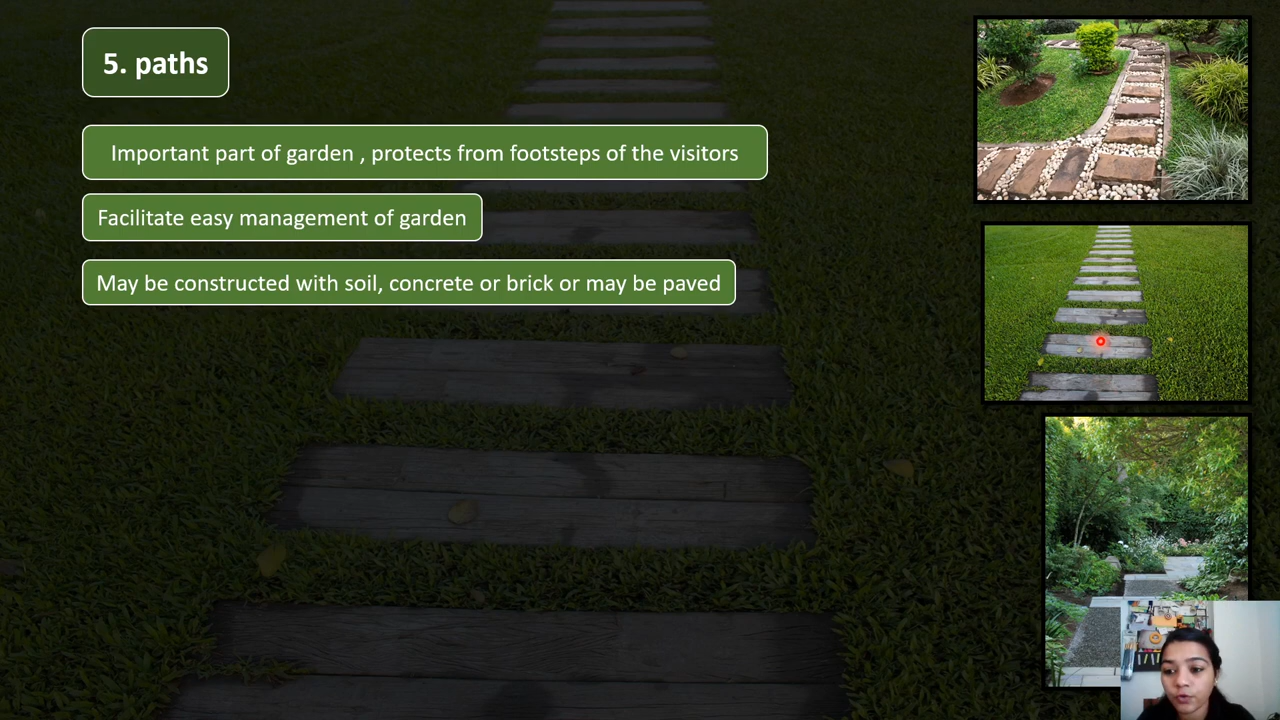 5. paths
Important part of garden , protects from footsteps of the visitors
Facilitate easy management of garden
May be constructed with soil, concrete or brick or may be paved